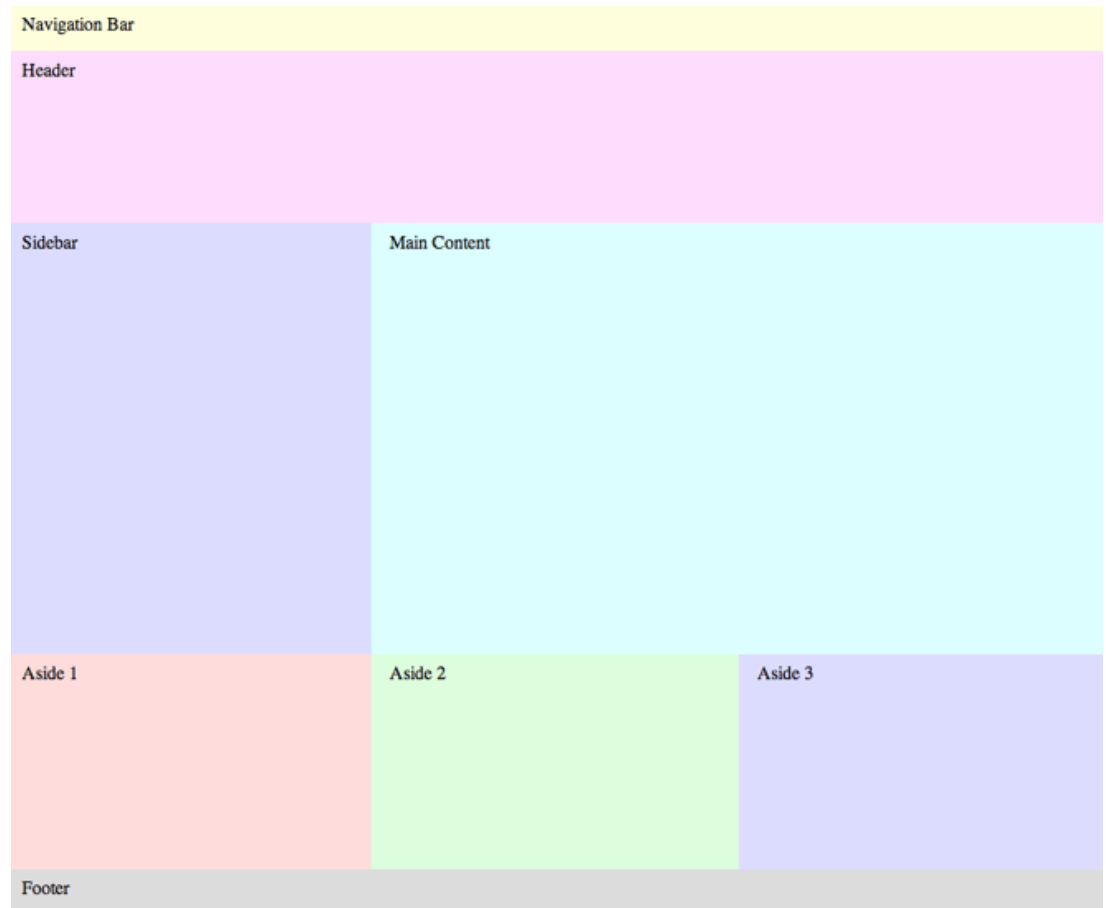 Navigation Bar
Header
Sidebar
Main Content
Aside 1
Aside 2
Aside 3
Footer